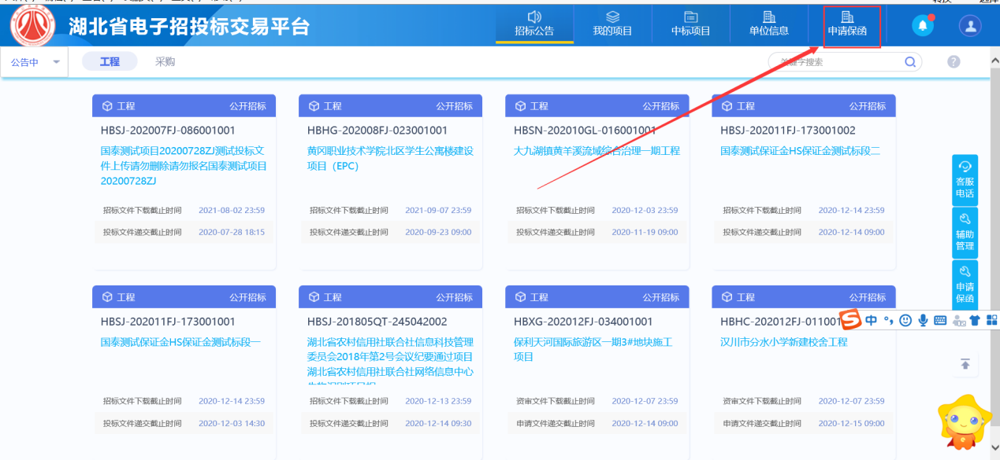 湖北省电子招投标交易平台
招标公告
我的项目
中标项目
单位信息
申请保函
公告中
工程
采购
关键字搜索
工程 公开招标
HBSJ-202007FJ-086001001
国泰测试项目20200728ZJ测试投标文
件上传请勿删除请勿报名国泰测试项目
20200728ZJ
招标文件下载截止时间 2021-08-02 23:59
投标文件递交截止时间 2020-07-28 18:15
工程 公开招标
HBHG-202008FJ-023001001
黄冈职业技术学院北区学生公寓楼建设
项目（EPC）
招标文件下载截止时间 2021-09-07 23:59
投标文件递交截止时间 2020-09-23 09:00
工程 公开招标
HBSN-202010GL-016001001
大九湖镇黄羊溪流域综合治理一期工程
招标文件下载截止时间 2020-12-03 23:59
投标文件递交截止时间 2020-11-19 09:00
工程 公开招标
HBSJ-202011FJ-173001002
国泰测试保证金HS保证金测试标段二
招标文件下载截止时间 2020-12-14 23:59
投标文件递交截止时间 2020-12-14 09:00
工程 公开招标
HBSJ-202011FJ-173001001
国泰测试保证金HS保证金测试标段一
招标文件下载截止时间 2020-12-14 23:59
投标文件递交截止时间 2020-12-03 14:30
工程 公开招标
HBSJ-201805QT-245042002
湖北省农村信用社联合社信息科技管理
委员会2018年第2号会议纪要通过项目
湖北省农村信用社联合社网络信息中心
招标文件下载截止时间 2020-12-13 23:59
投标文件递交截止时间 2020-12-14 09:30
工程 公开招标
HBXG-202012FJ-034001001
保利天河国际旅游区一期3#地块施工
项目
资审文件下载截止时间 2020-12-07 23:59
申请文件递交截止时间 2020-12-14 09:00
工程 公开招标
HBHC-202012FJ-011001
汉川市分水小学新建校舍工程
资审文件下载截止时间 2020-12-07 23:59
申请文件递交截止时间 2020-12-15 09:00
客服
电话
辅助
管理
申请
保函
中